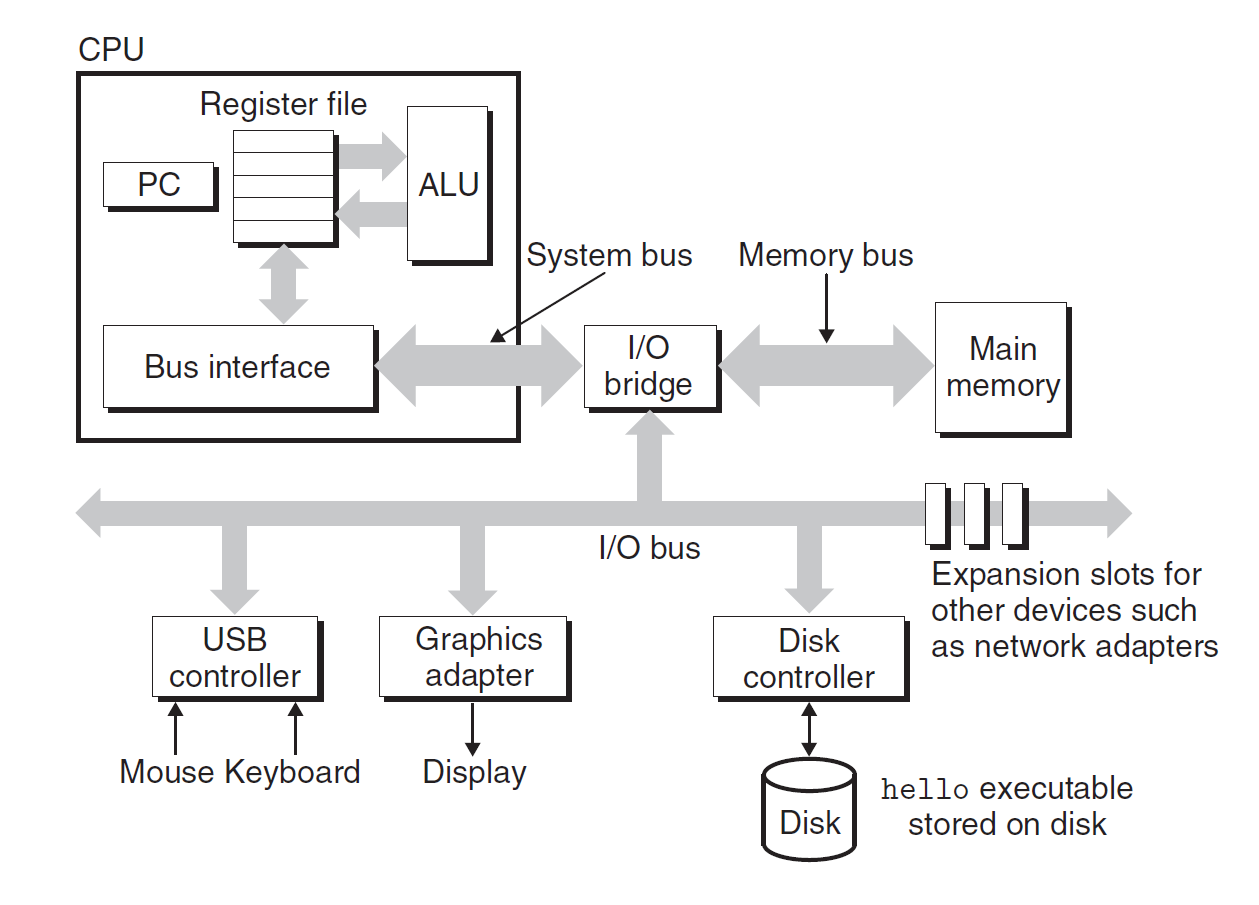 CPU
Register file
PC
ALU
System bus
Memory bus
Bus interface
I/O
bridge
Main
memory
I/O bus
Expansion slots for
other devices such
as network adapters
USB
controller
Graphics
adapter
Disk
controller
Mouse
Keyboard
Display
Disk
hello executable
stored on disk